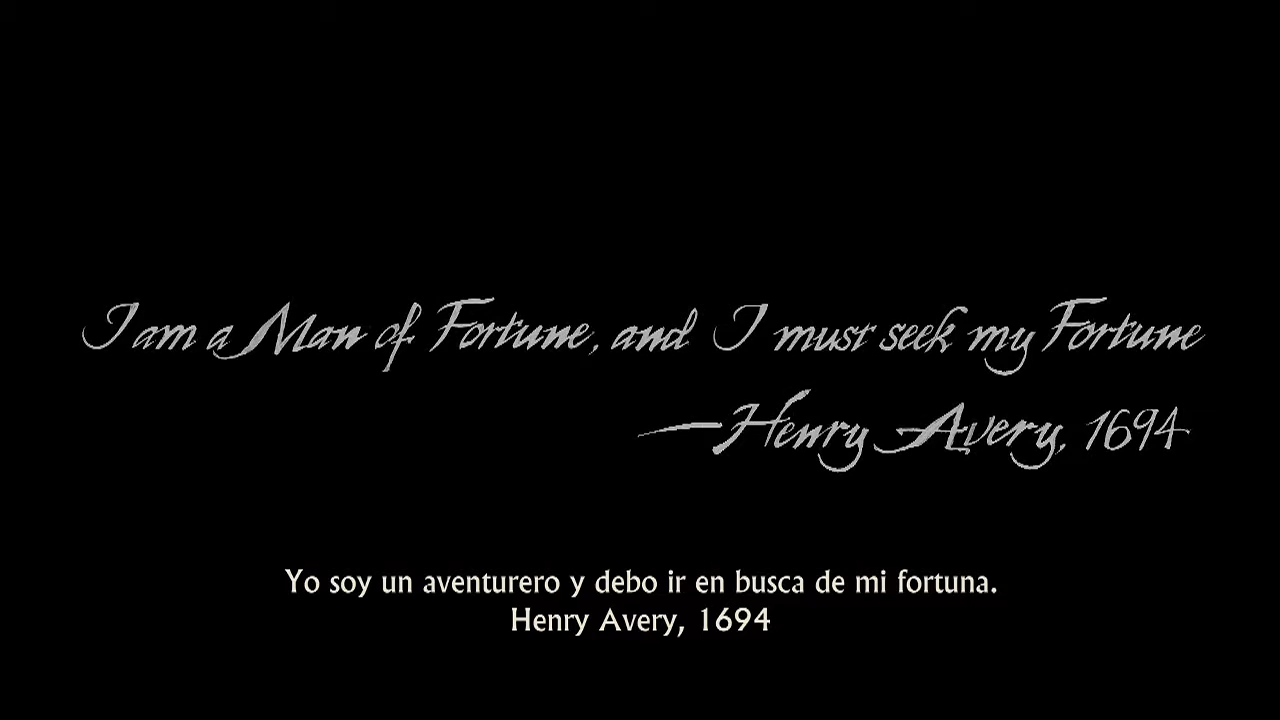 I am a Man of Fortune, and I must seek my Fortune
—Henry Avery, 1694
Yo soy un aventurero y debo ir en busca de mi fortuna.
Henry Avery, 1694